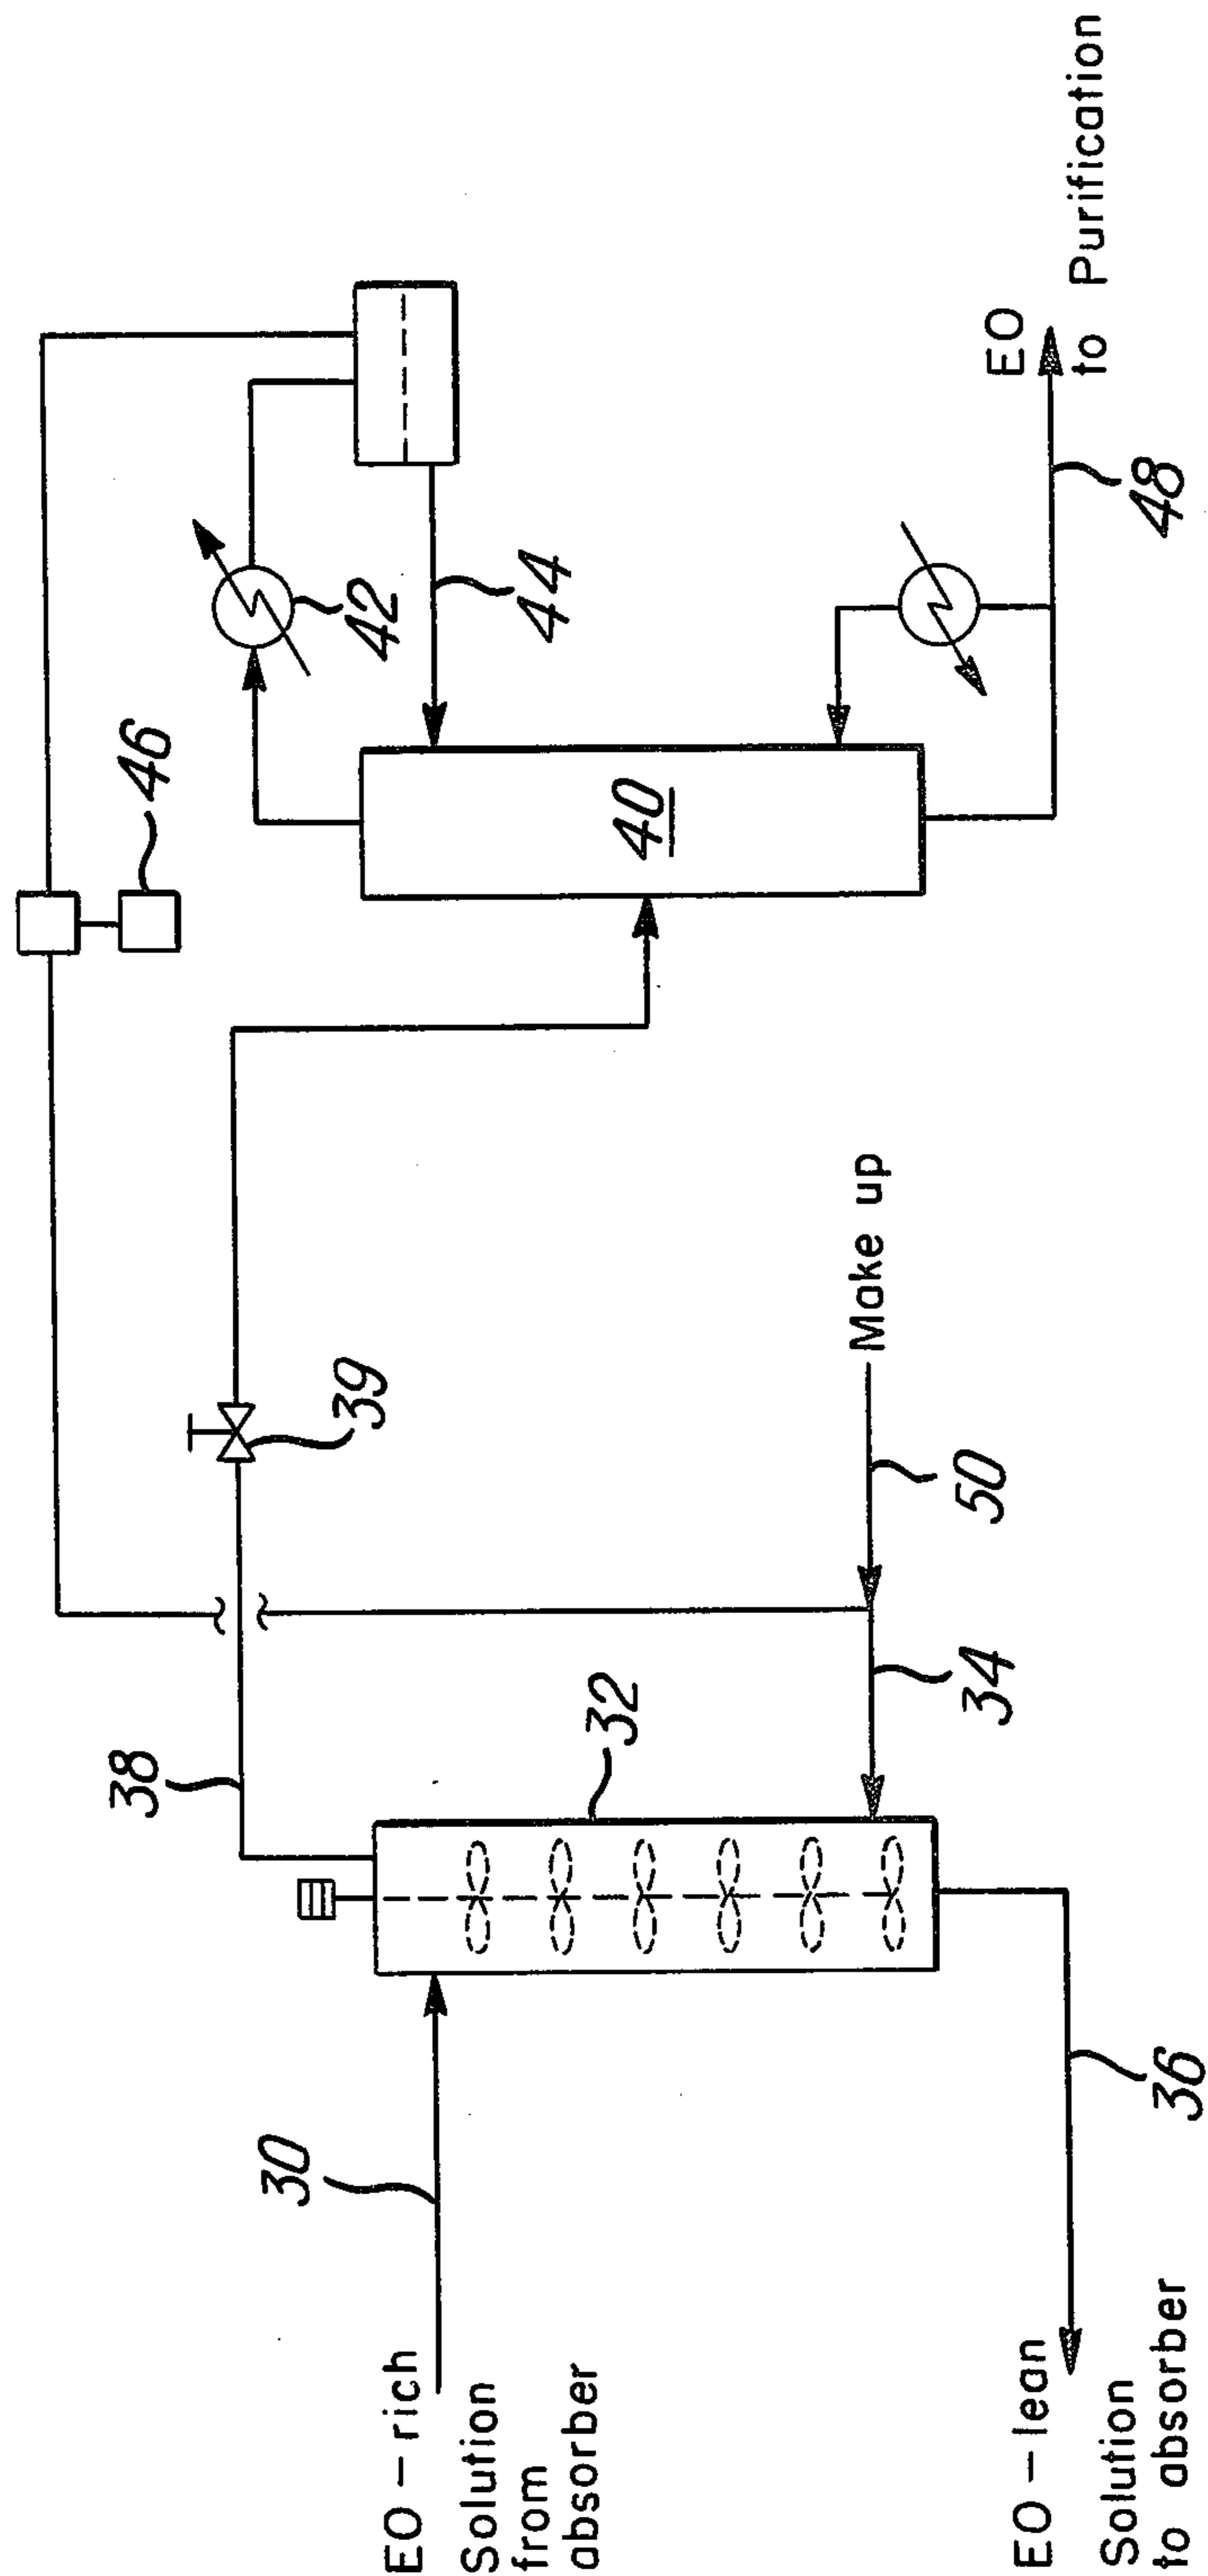 46
38
30
39
42
EO-rich
Solution
from
absorber
44
32
40
Make up
50
34
EO
to Purification
48
36
EO-lean
Solution
to absorber